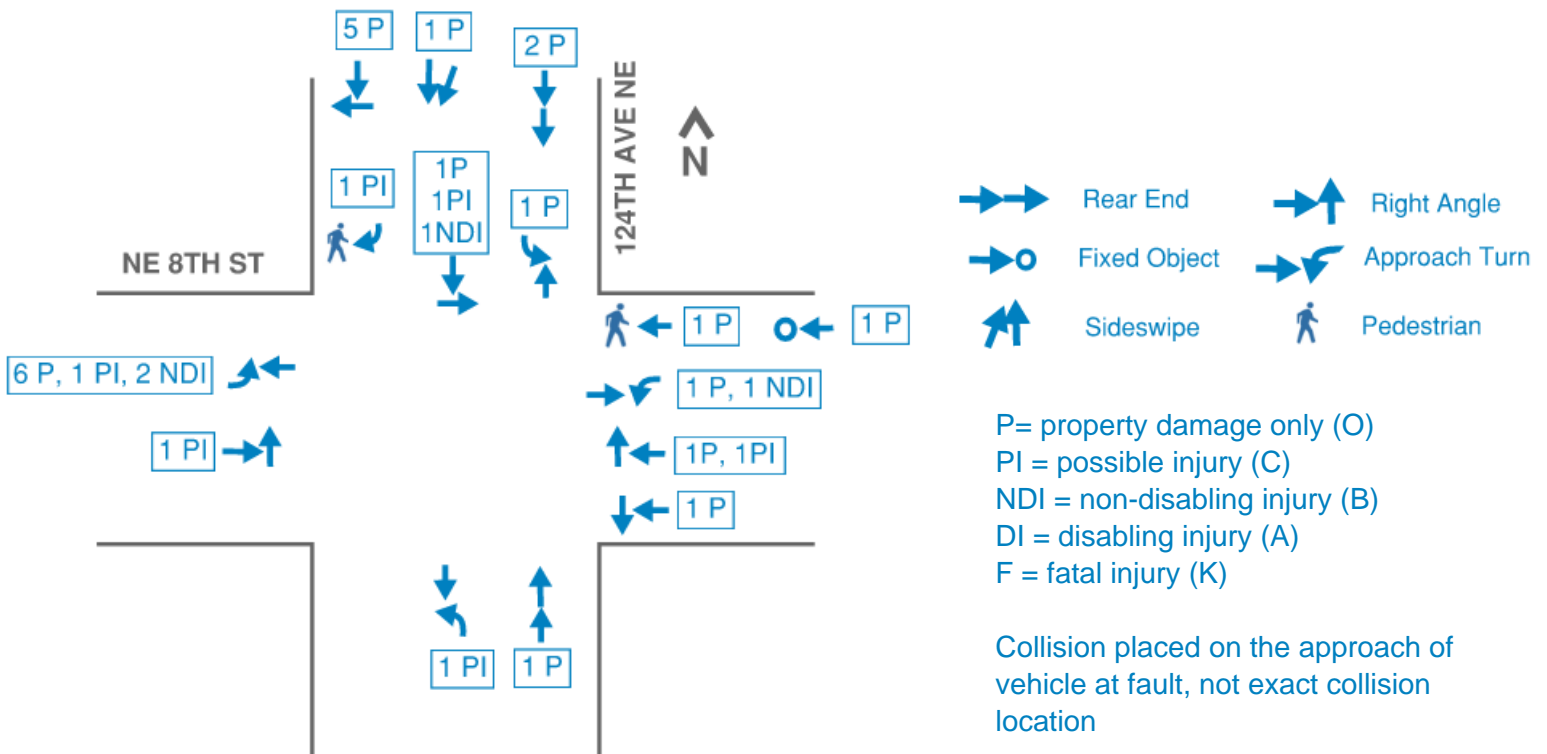 5 P
1 P
2 P
124TH AVE NE
N
1 PI
1P
1PI
1NDI
1 P
NE 8TH ST
Rear End
Right Angle
Fixed Object
Approach Turn
Sideswipe
Pedestrian
1 P
1 P
6 P, 1 PI, 2 NDI
1 P, 1 NDI
1 PI
1P, 1PI
1 P
1 PI
1 P
P= property damage only (O)
PI = possible injury (C)
NDI = non-disabling injury (B)
DI = disabling injury (A)
F = fatal injury (K)
Collision placed on the approach of
vehicle at fault, not exact collision
location